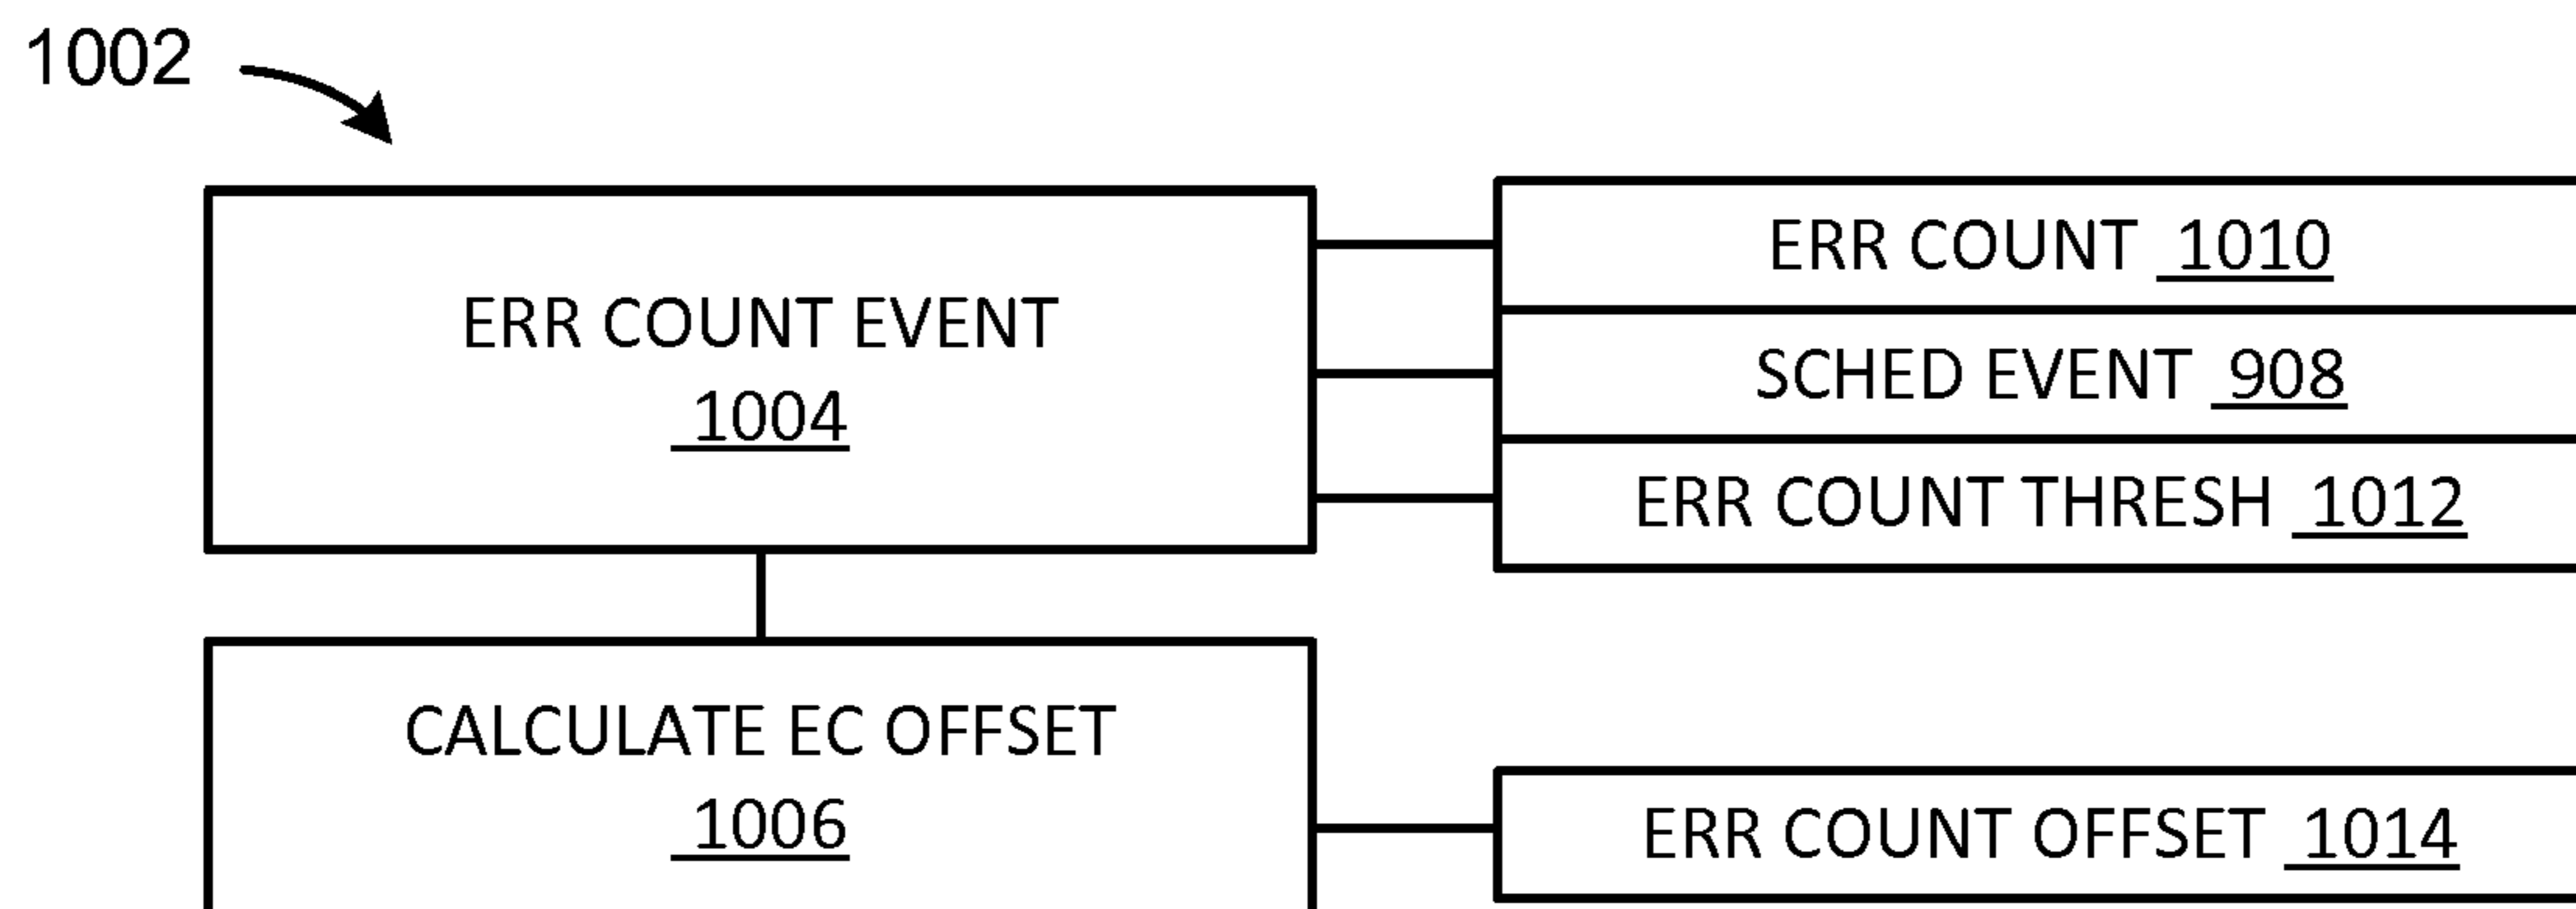 1002
ERR COUNT EVENT
1004
ERR COUNT 1010
SCHED EVENT 908
ERR COUNT THRESH 1012
CALCULATE EC OFFSET
1006
ERR COUNT OFFSET 1014